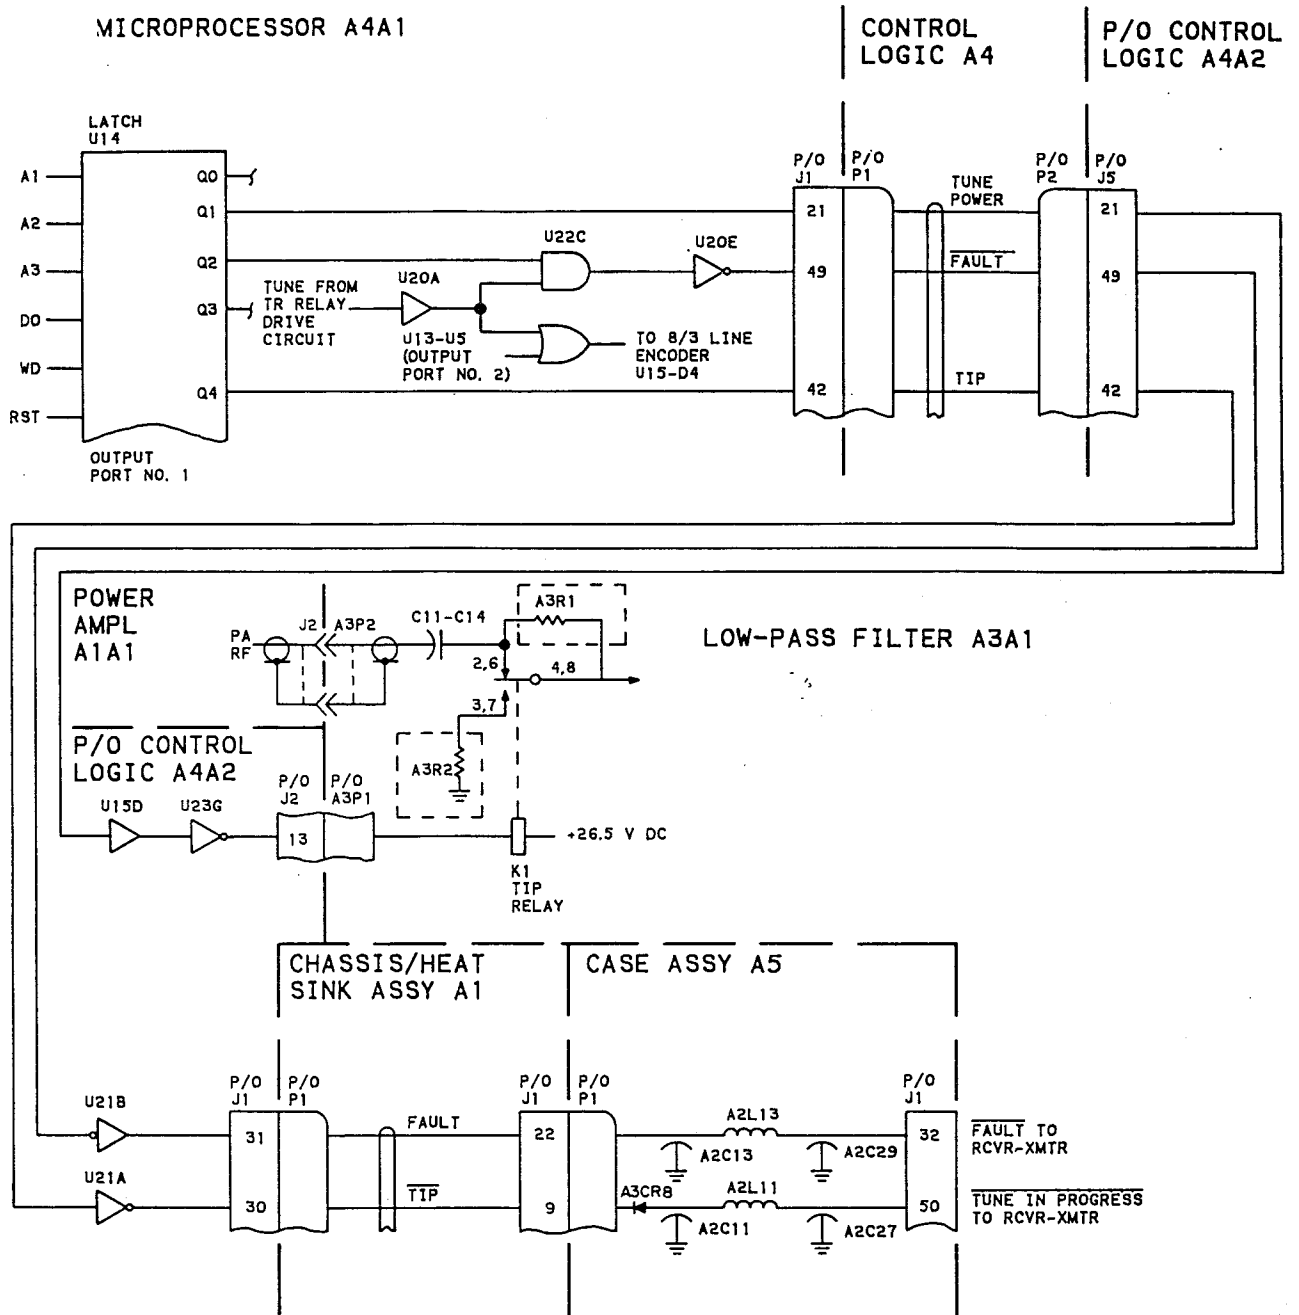 MICROPROCESSOR A4A1
CONTROL
LOGIC A4
P/O CONTROL
LOGIC A4A2
LATCH
U14
A1
A2
A3
D0
WD
RST
Q0
Q1
Q2
Q3
Q4
OUTPUT
PORT NO. 1
TUNE FROM
TR RELAY
DRIVE
CIRCUIT
U20A
U13-U5
(OUTPUT
PORT NO. 2)
U22C
U20E
TO 8/3 LINE
ENCODER
U15-D4
P/O
J1
P/O
P1
21
49
42
TUNE
POWER
FAULT
TIP
P/O
P2
P/O
J5
21
49
42
POWER
AMPL
A1A1
PA
RF
J2
A3P2
C11-C14
A3R1
2,6
4,8
3,7
A3R2
LOW-PASS FILTER A3A1
P/O CONTROL
LOGIC A4A2
U15D
U23G
P/O
J2
P/O
A3P1
13
+26.5 V DC
K1
TIP
RELAY
CHASSIS/HEAT
SINK ASSY A1
CASE ASSY A5
U21B
U21A
P/O
J1
P/O
P1
31
30
FAULT
TIP
P/O
J1
P/O
P1
22
9
A2L13
A2C13
A2C29
A3CR8
A2L11
A2C11
A2C27
P/O
J1
32
50
FAULT TO
RCVR-XMTR
TUNE IN PROGRESS
TO RCVR-XMTR